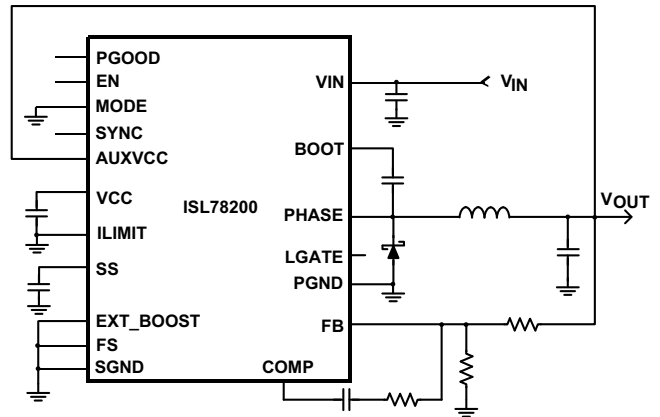 PGOOD
EN
MODE
SYNC
AUXVCC
VCC
ILIMIT
SS
EXT_BOOST
FS
SGND
ISL78200
VIN
BOOT
PHASE
LGATE
PGND
FB
COMP
VIN
VOUT